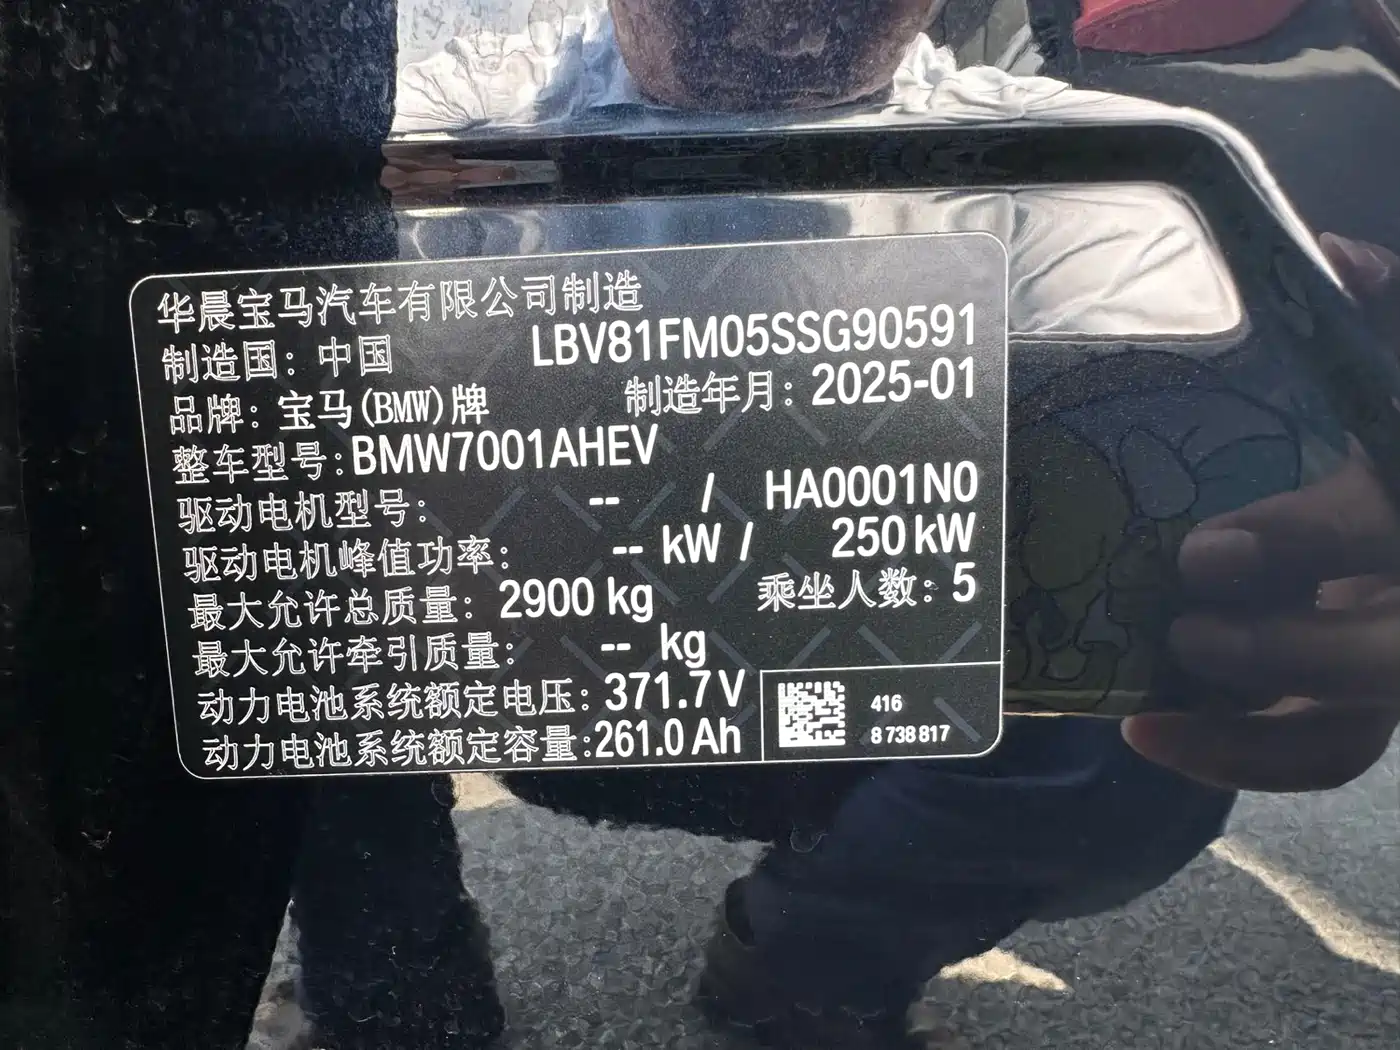 华晨宝马汽车有限公司制造
制造国：中国 LBV81FM05SSG90591
品牌：宝马(BMW)牌 制造年月：2025-01
整车型号：BMW7001AHEV
驱动电机型号： -- / HA0001N0
驱动电机峰值功率： -- kW / 250 kW
最大允许总质量：2900 kg 乘坐人数：5
最大允许牵引质量： -- kg
动力电池系统额定电压：371.7 V
动力电池系统额定容量：261.0 Ah
416
8 738 817